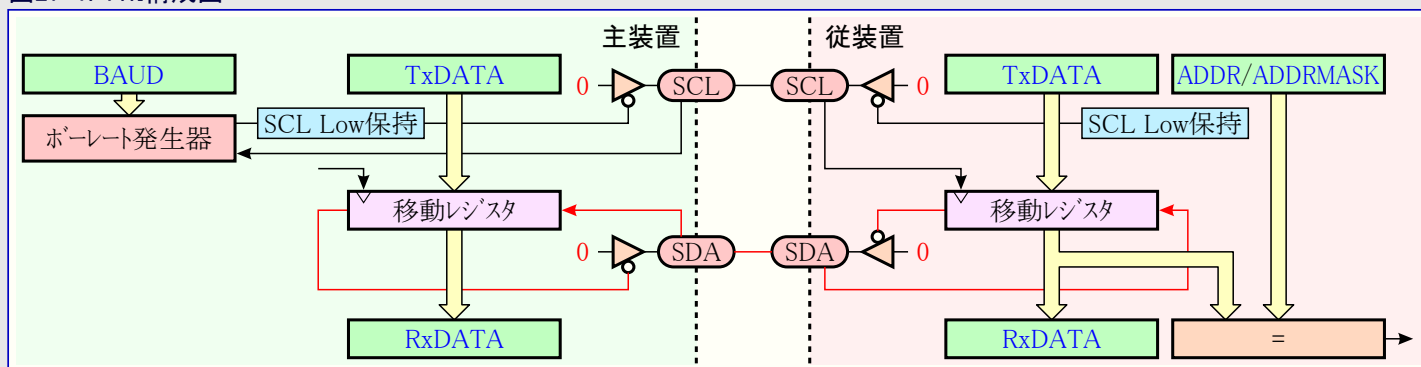 主装置
従装置
BAUD
TxDATA
0
SCL
SCL
0
TxDATA
ADDR/ADDRMASK
ボーレート発生器
SCL Low保持
SCL Low保持
移動レジスタ
移動レジスタ
0
SDA
SDA
0
RxDATA
RxDATA
=